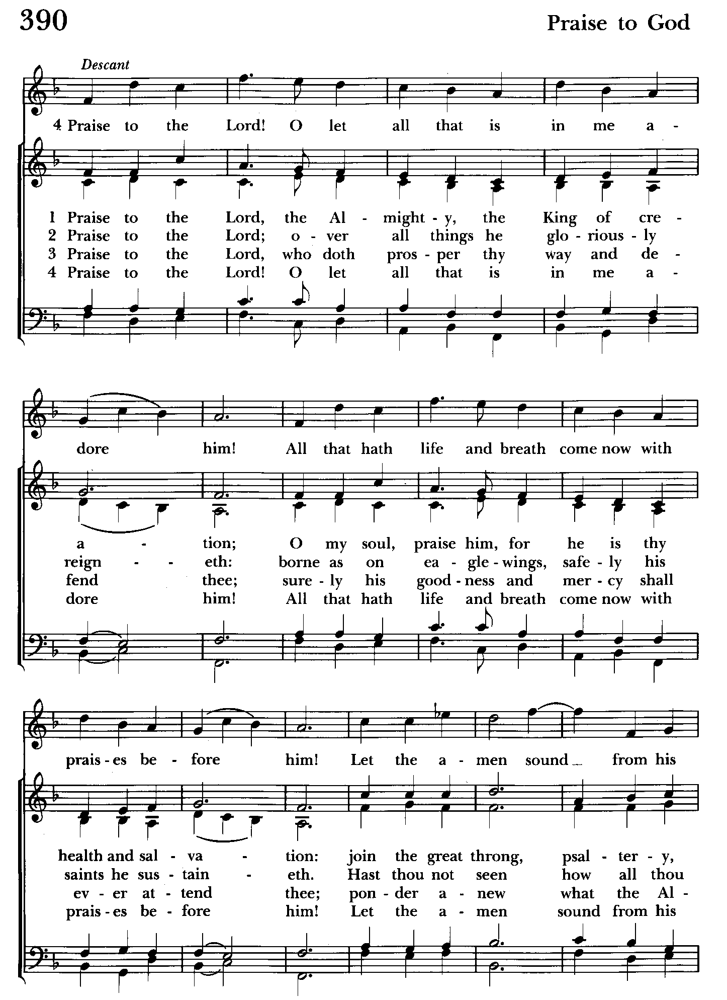 390 Praise to God
Descant
4 Praise to the Lord! O let all that is in me a -
1 Praise to the Lord, the Al - might - y, the King of cre -
2 Praise to the Lord; o - ver all things he glo - rious - ly
3 Praise to the Lord, who doth pros - per thy way and de -
4 Praise to the Lord! O let all that is in me a -
dore him! All that hath life and breath come now with
a - tion; O my soul, praise him, for he is thy
reign - - eth: borne as on ea - gle - wings, safe - ly his
fend thee; sure - ly his good - ness and mer - cy shall
dore him! All that hath life and breath come now with
prais - es be - fore him! Let the a - men sound _ from his
health and sal - va - tion: join the great throng, psal - ter - y,
saints he sus - tain - eth. Hast thou not seen how all thou
ev - er at - tend thee; pon - der a - new what the Al -
prais - es be - fore him! Let the a - men sound from his